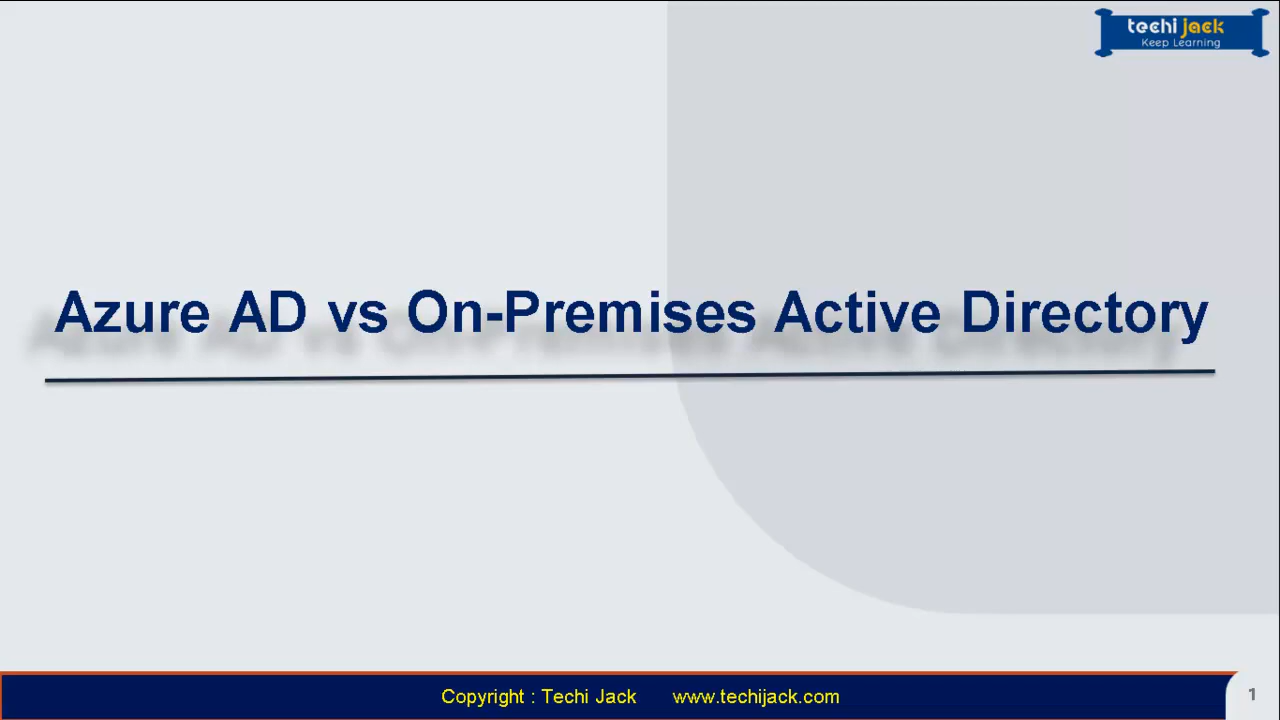 techi jack
Keep Learning
Azure AD vs On-Premises Active Directory
Copyright : Techi Jack www.techijack.com
1